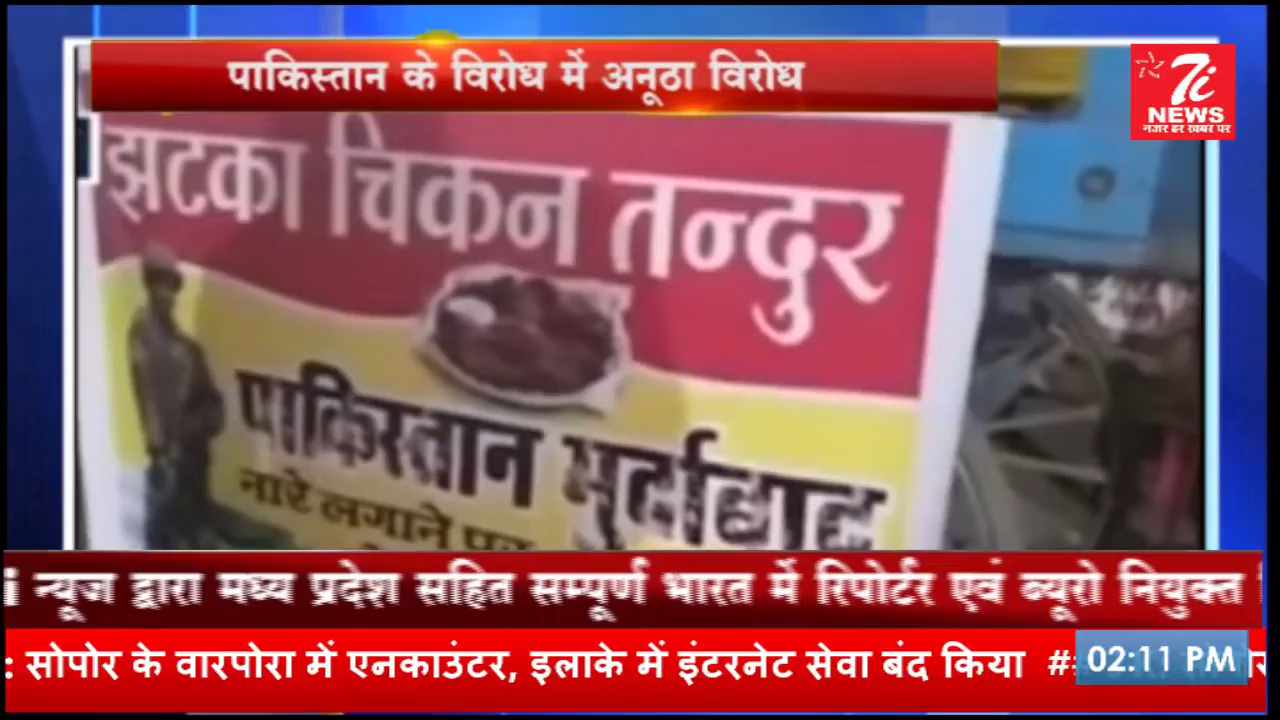 पाकिस्तान के विरोध में अनूठा विरोध
7i
NEWS
नजर हर खबर पर
झटका चिकन तन्दुर
पाकिस्तान मुर्दाबाद
नारे लगाने पर
i न्यूज द्वारा मध्य प्रदेश सहित सम्पूर्ण भारत में रिपोर्टर एवं ब्यूरो नियुक्त
: सोपोर के वारपोरा में एनकाउंटर, इलाके में इंटरनेट सेवा बंद किया ##
02:11 PM